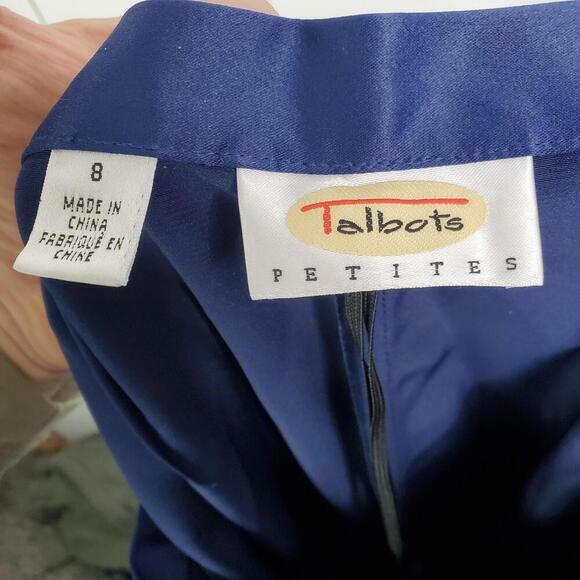 8
MADE IN
CHINA
FABRIQUÉ EN
CHINE
Talbots
PETITES